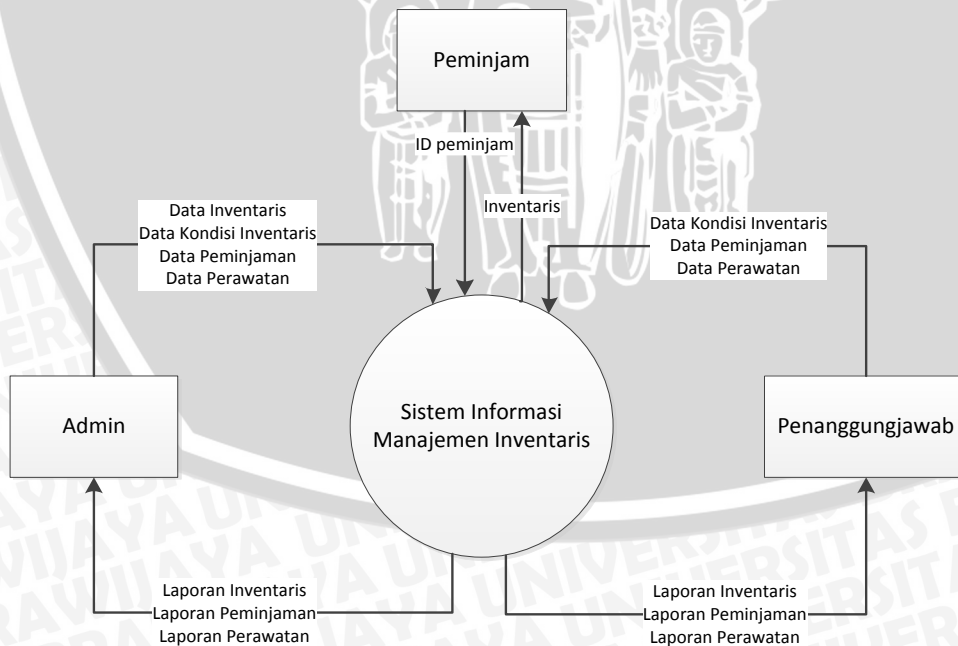 Peminjam
ID peminjam
Inventaris
Data Inventaris
Data Kondisi Inventaris
Data Peminjaman
Data Perawatan
Data Kondisi Inventaris
Data Peminjaman
Data Perawatan
Admin
Sistem Informasi
Manajemen Inventaris
Penanggungjawab
Laporan Inventaris
Laporan Peminjaman
Laporan Perawatan
Laporan Inventaris
Laporan Peminjaman
Laporan Perawatan